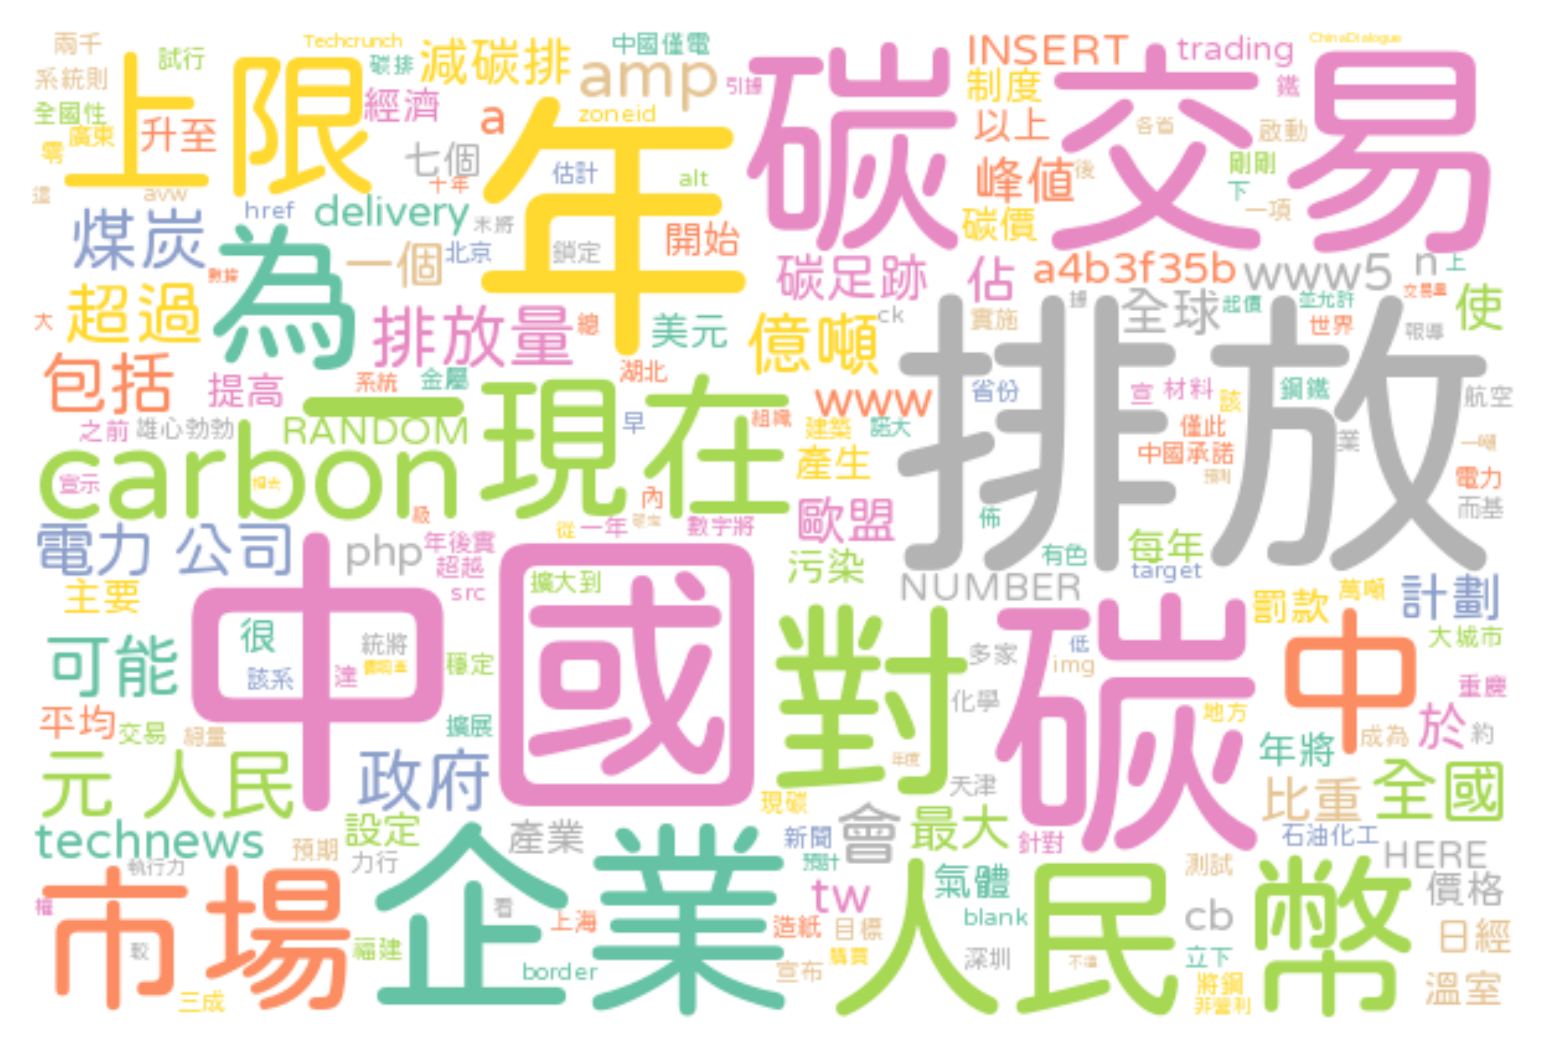 兩千
Techcrunch
中國僅電
ChinaDialogue
試行
碳排
減碳排
amp
INSERT
trading
系統則
上限
經濟
引據
碳交易
制度
鐵
全國性
廣東
升至
a
zoneid
以上
各省
啟動
零
七個
年
估計
alt
峰值
後
剛剛
這
avw
十年
下
href
delivery
末將
碳價
一項
煤炭
為
一個
北京
鎖定
開始
數據
碳足跡
佔
a4b3f35b
www5
n
上
超過
大
排放量
總
美元
億噸
ck
實施
據
全球
起價
並允許
世界
交易量
報導
使
包括
提高
系統
金屬
湖北
www
省份
宣
材料
該
鋼鐵
排放
航空
之前
雄心勃勃
RANDOM
一
現在
早
組織
建築
諾大
僅此
業
一噸
中國承諾
carbon
宣示
產生
預則
電力
級
內
歐盟
佈
而基
從
一年
數字將
電力 公司
php
年後實
超越
src
污染
有色
每年
target
主要
擴大到
NUMBER
罰款
萬噸
計劃
中國
對
碳
中
可能
很
統將
該系
達
穩定
多家
低
img
大城市
重慶
平均
交易
擴展
化學
地方
於
約
成為
年將
元 人民
政府
年度
天津
現碳
比重
全國
technews
設定
產業
新聞
會
最大
針對
石油化工
預期
力行
預計
執行力
企業
測試
HERE
市場
權
tw
氣體
價格
人民幣
看
上海
造紙
目標
blank
cb
較
福建
深圳
日經
border
宣布
購買
立下
三成
將鋼
非營利
溫室